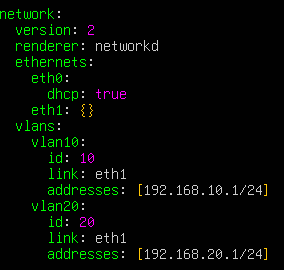 network:
  version: 2
  renderer: networkd
  ethernets:
    eth0:
      dhcp: true
    eth1: {}
  vlans:
    vlan10:
      id: 10
      link: eth1
      addresses: [192.168.10.1/24]
    vlan20:
      id: 20
      link: eth1
      addresses: [192.168.20.1/24]